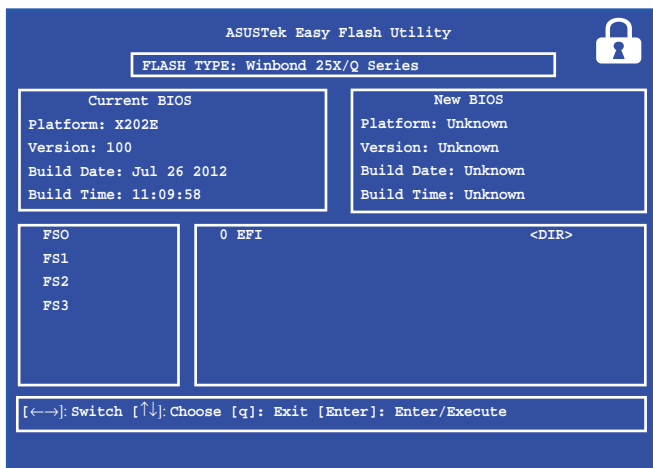 ASUSTek Easy Flash Utility
FLASH TYPE: Winbond 25X/Q Series
Current BIOS
Platform: X202E
Version: 100
Build Date: Jul 26 2012
Build Time: 11:09:58
New BIOS
Platform: Unknown
Version: Unknown
Build Date: Unknown
Build Time: Unknown
FSO
FS1
FS2
FS3
0 EFI <DIR>
[←→]: Switch [↑↓]: Choose [q]: Exit [Enter]: Enter/Execute